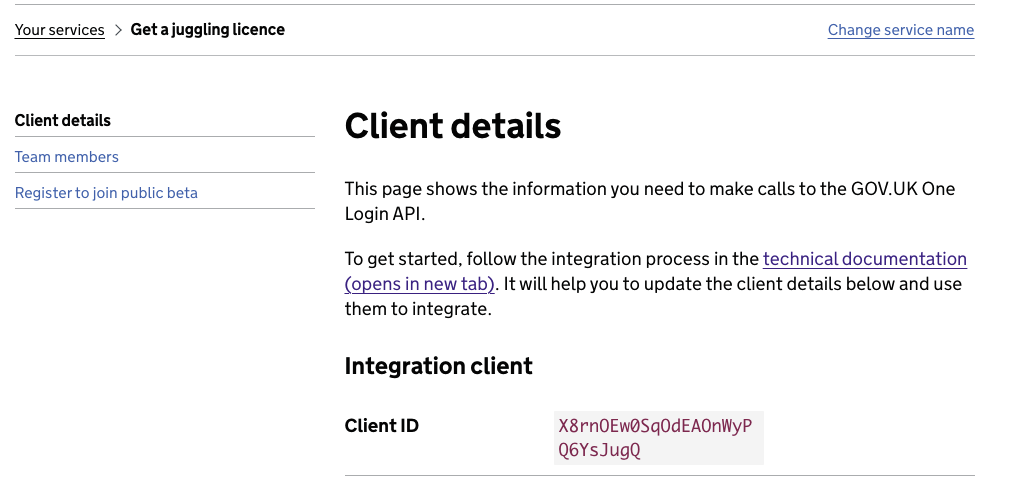 Your services > Get a juggling licence
Change service name
Client details
Team members
Register to join public beta
Client details
This page shows the information you need to make calls to the GOV.UK One
Login API.
To get started, follow the integration process in the technical documentation
(opens in new tab). It will help you to update the client details below and use
them to integrate.
Integration client
Client ID
X8rnOEw0SqOdEAOnWyP
Q6YsJugQ